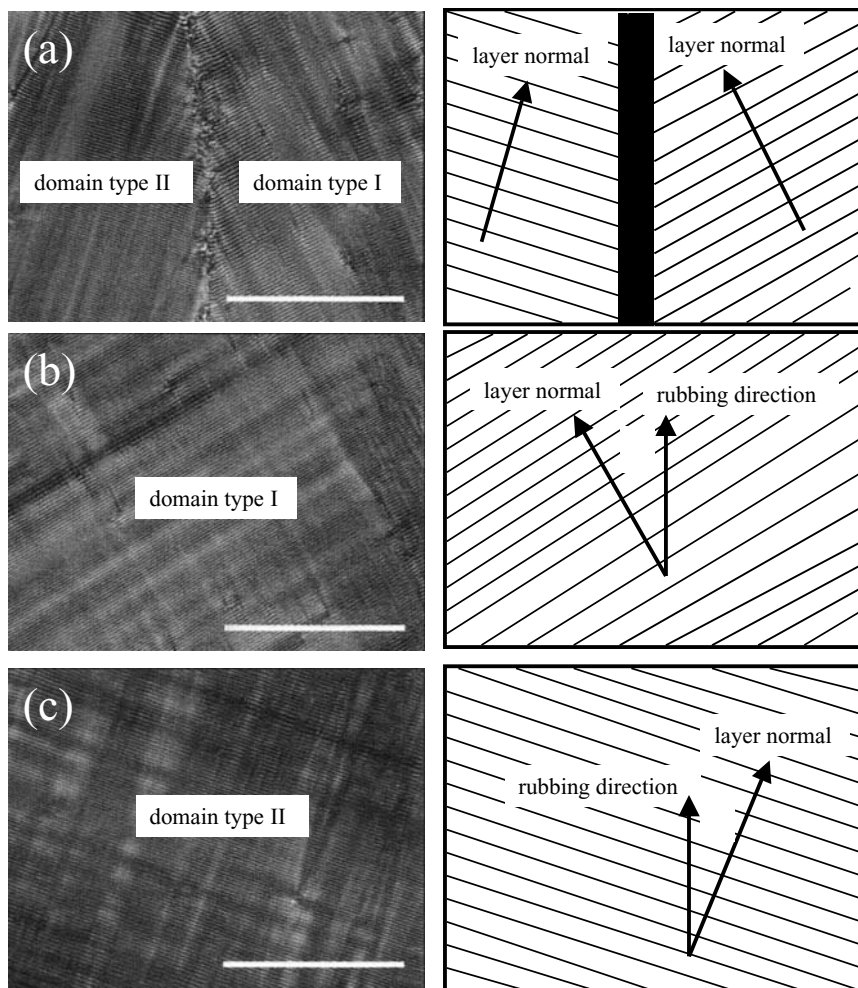 (a)
domain type II
domain type I
layer normal
layer normal
(b)
domain type I
layer normal
rubbing direction
(c)
domain type II
layer normal
rubbing direction